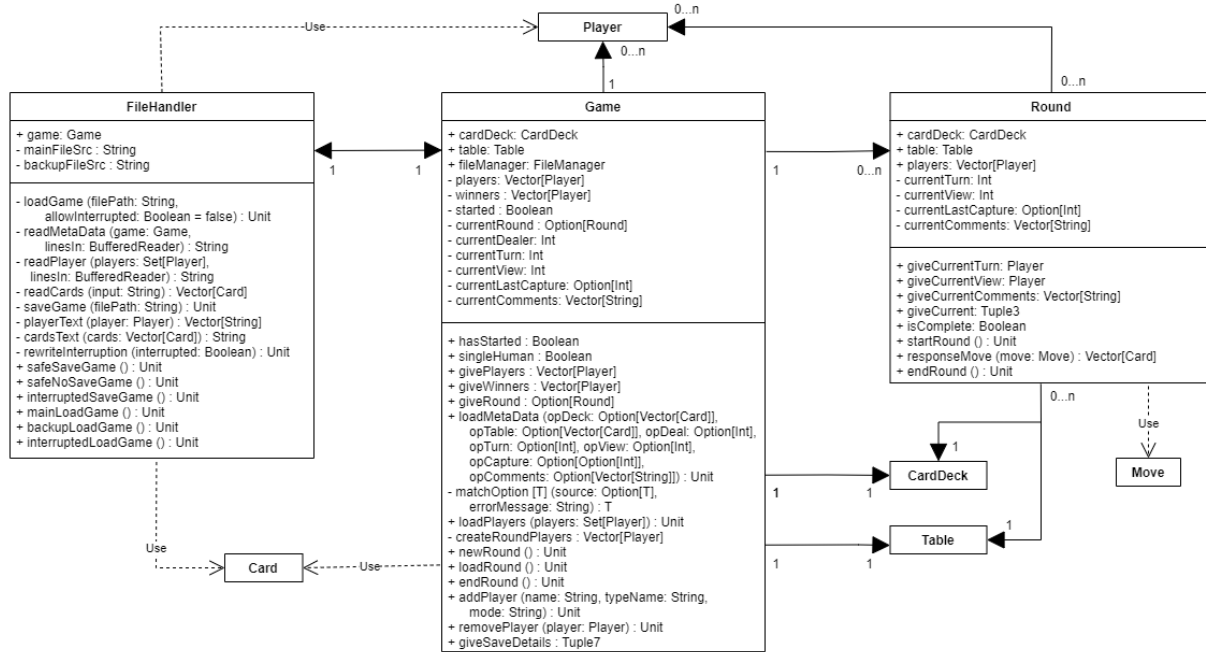 Player
Use
0...n
0...n
1
0...n
FileHandler
+ game: Game
- mainFileSrc : String
- backupFileSrc : String
- loadGame (filePath: String,
allowInterrupted: Boolean = false) : Unit
- readMetaData (game: Game,
linesIn: BufferedReader) : String
- readPlayer (players: Set[Player],
linesIn: BufferedReader) : String
- readCards (input: String) : Vector[Card]
- saveGame (filePath: String) : Unit
- playerText (player: Player) : Vector[String]
- cardsText (cards: Vector[Card]) : String
- rewriteInterruption (interrupted: Boolean) : Unit
+ safeSaveGame () : Unit
+ safeNoSaveGame () : Unit
+ interruptedSaveGame () : Unit
+ mainLoadGame () : Unit
+ backupLoadGame () : Unit
+ interruptedLoadGame () : Unit
1
1
Game
+ cardDeck: CardDeck
+ table: Table
+ fileManager: FileManager
- players: Vector[Player]
- winners : Vector[Player]
- started : Boolean
- currentRound : Option[Round]
- currentDealer: Int
- currentTurn: Int
- currentView: Int
- currentLastCapture: Option[Int]
- currentComments: Vector[String]
+ hasStarted : Boolean
+ singleHuman : Boolean
+ givePlayers : Vector[Player]
+ giveWinners : Vector[Player]
+ giveRound : Option[Round]
+ loadMetaData (opDeck: Option[Vector[Card]],
opTable: Option[Vector[Card]], opDeal: Option[Int],
opTurn: Option[Int], opView: Option[Int],
opCapture: Option[Option[Int]],
opComments: Option[Vector[String]]) : Unit
- matchOption [T] (source: Option[T],
errorMessage: String) : T
+ loadPlayers (players: Set[Player]) : Unit
- createRoundPlayers : Vector[Player]
+ newRound () : Unit
+ loadRound () : Unit
+ endRound () : Unit
+ addPlayer (name: String, typeName: String,
mode: String) : Unit
+ removePlayer (player: Player) : Unit
+ giveSaveDetails : Tuple7
1
0...n
Round
+ cardDeck: CardDeck
+ table: Table
+ players: Vector[Player]
- currentTurn: Int
- currentView: Int
- currentLastCapture: Option[Int]
- currentComments: Vector[String]
+ giveCurrentTurn: Player
+ giveCurrentView: Player
+ giveCurrentComments: Vector[String]
+ giveCurrent: Tuple3
+ isComplete: Boolean
+ startRound () : Unit
+ responseMove (move: Move) : Vector[Card]
+ endRound () : Unit
0...n
Use
1
CardDeck
Move
1
1
Use
Card
Use
1
Table
1
1